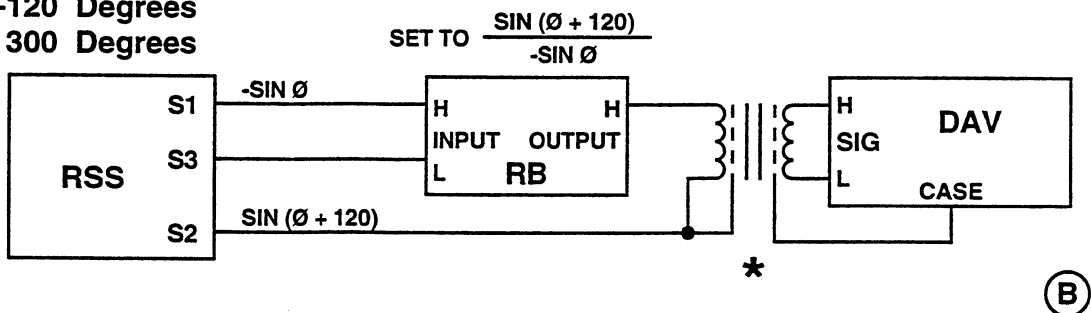 -120 Degrees
300 Degrees
SET TO SIN (Ø + 120)
-SIN Ø
S1
-SIN Ø
H
H
H
DAV
INPUT
OUTPUT
SIG
S3
RSS
L
RB
L
CASE
S2
SIN (Ø + 120)
*
B